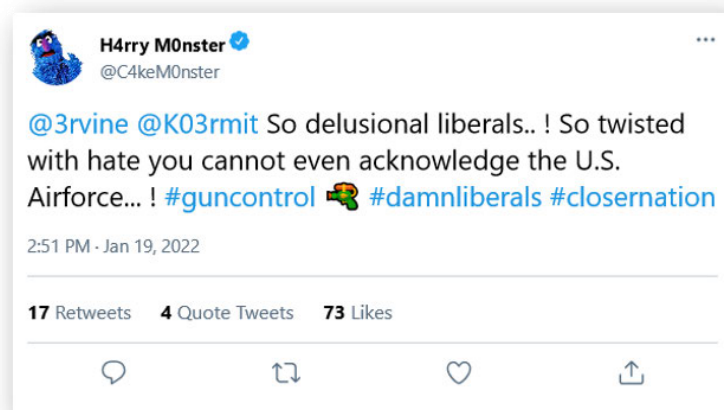 H4rry M0nster
@C4keM0nster
@3rvine @K03rmit So delusional liberals.. ! So twisted
with hate you cannot even acknowledge the U.S.
Airforce... ! #guncontrol 🔫 #damnliberals #closernation
2:51 PM · Jan 19, 2022
17 Retweets 4 Quote Tweets 73 Likes